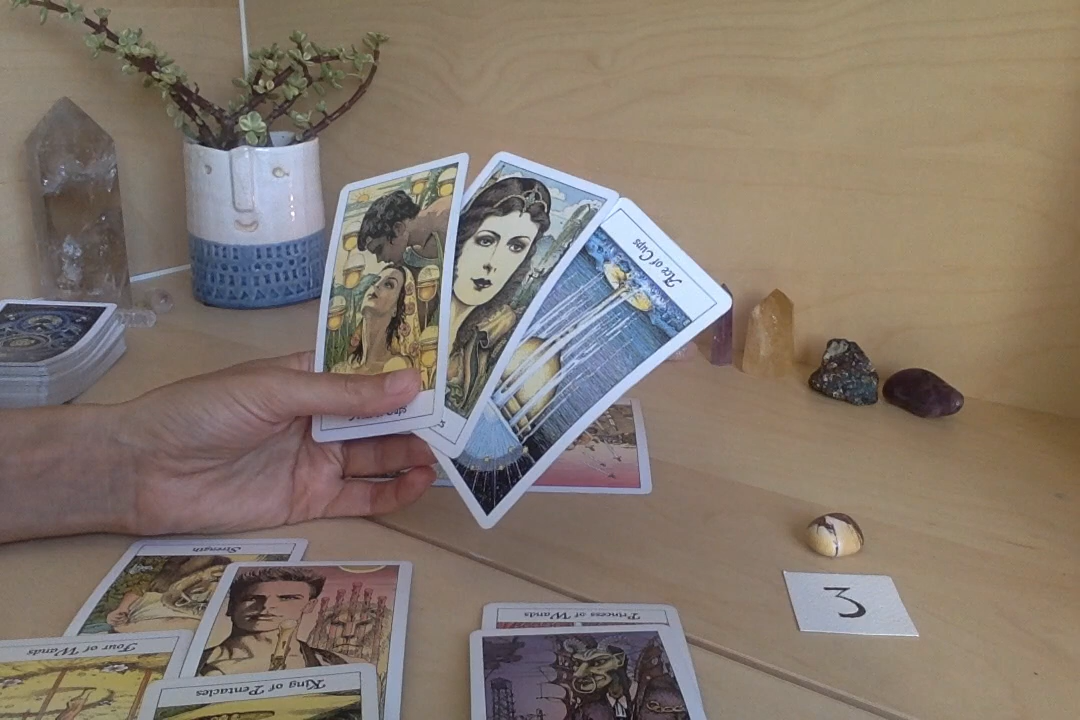 Ace of Cups
Strength
Four of Wands
King of Pentacles
Princess of Wands
3